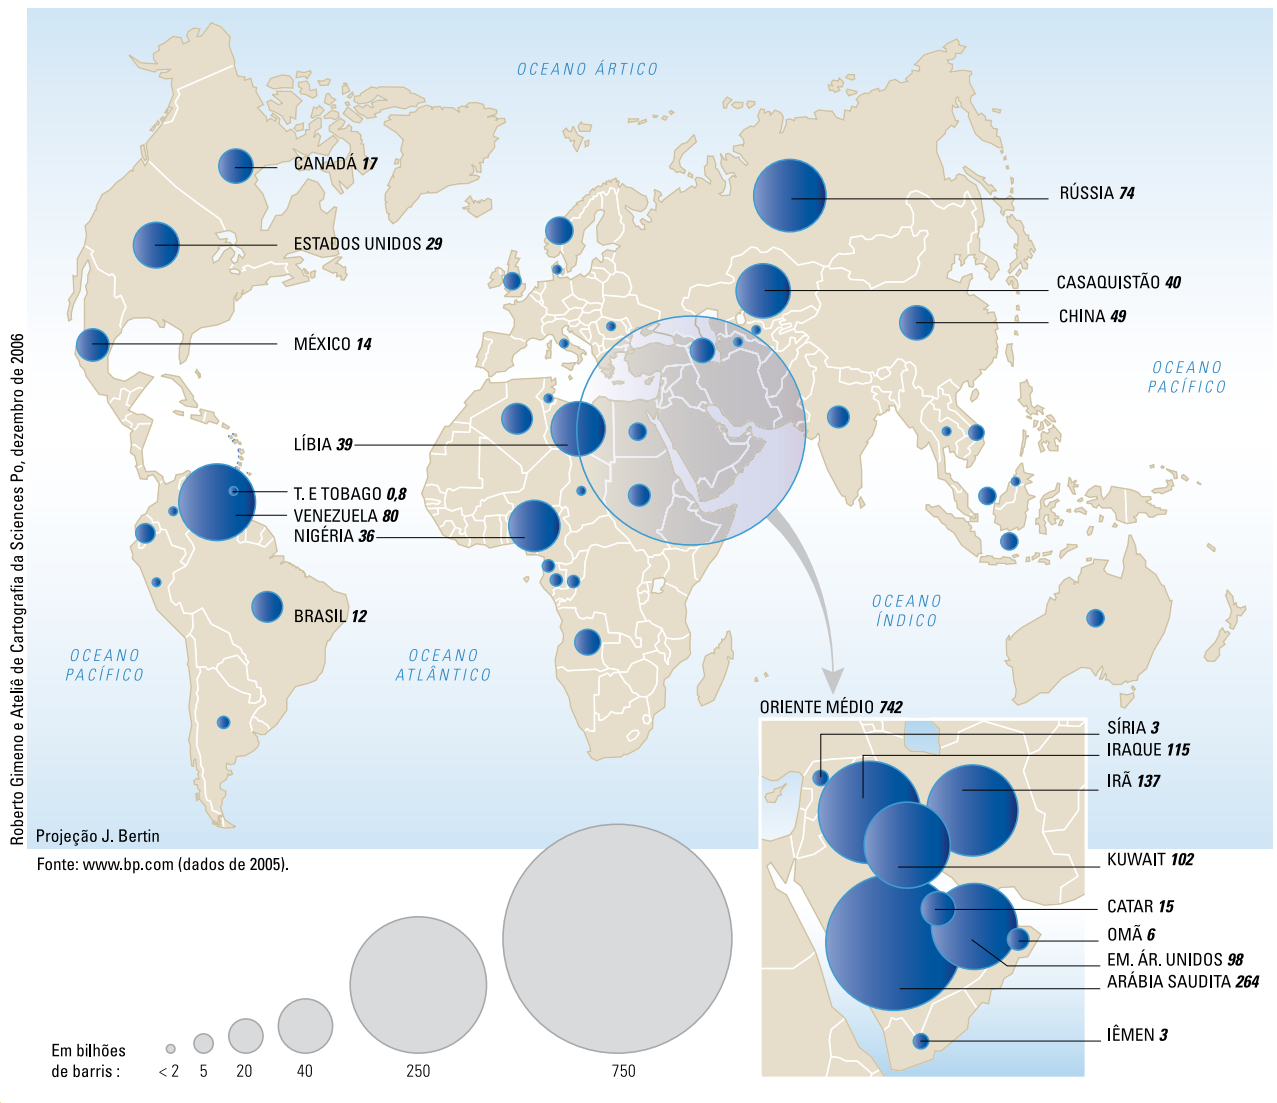 OCEANO ÁRTICO
CANADÁ 17
RÚSSIA 74
ESTADOS UNIDOS 29
CASAQUISTÃO 40
CHINA 49
MÉXICO 14
OCEANO
PACÍFICO
LÍBIA 39
T. E TOBAGO 0,8
VENEZUELA 80
NIGÉRIA 36
BRASIL 12
OCEANO
ÍNDICO
OCEANO
PACÍFICO
OCEANO
ATLÂNTICO
ORIENTE MÉDIO 742
SÍRIA 3
IRAQUE 115
IRÃ 137
KUWAIT 102
CATAR 15
OMÃ 6
EM. ÁR. UNIDOS 98
ARÁBIA SAUDITA 264
IÊMEN 3
Roberto Gimeno e Ateliê de Cartografia da Sciences Po, dezembro de 2006
Projeção J. Bertin
Fonte: www.bp.com (dados de 2005).
Em bilhões
de barris : < 2 5 20 40 250 750